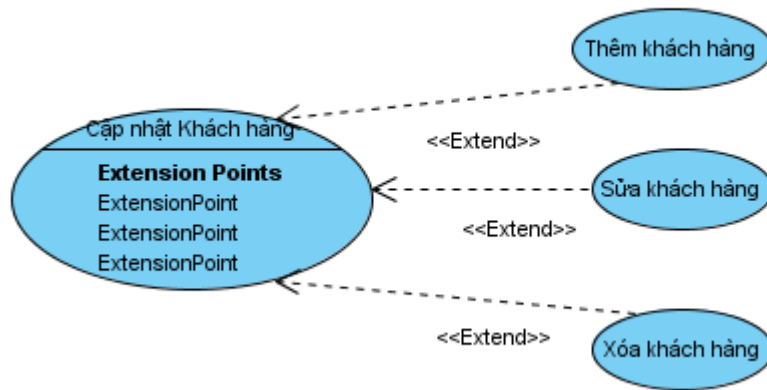 Thêm khách hàng
Cập nhật Khách hàng
<<Extend>>
Extension Points
ExtensionPoint
Sửa khách hàng
ExtensionPoint
<<Extend>>
ExtensionPoint
<<Extend>>
Xóa khách hàng